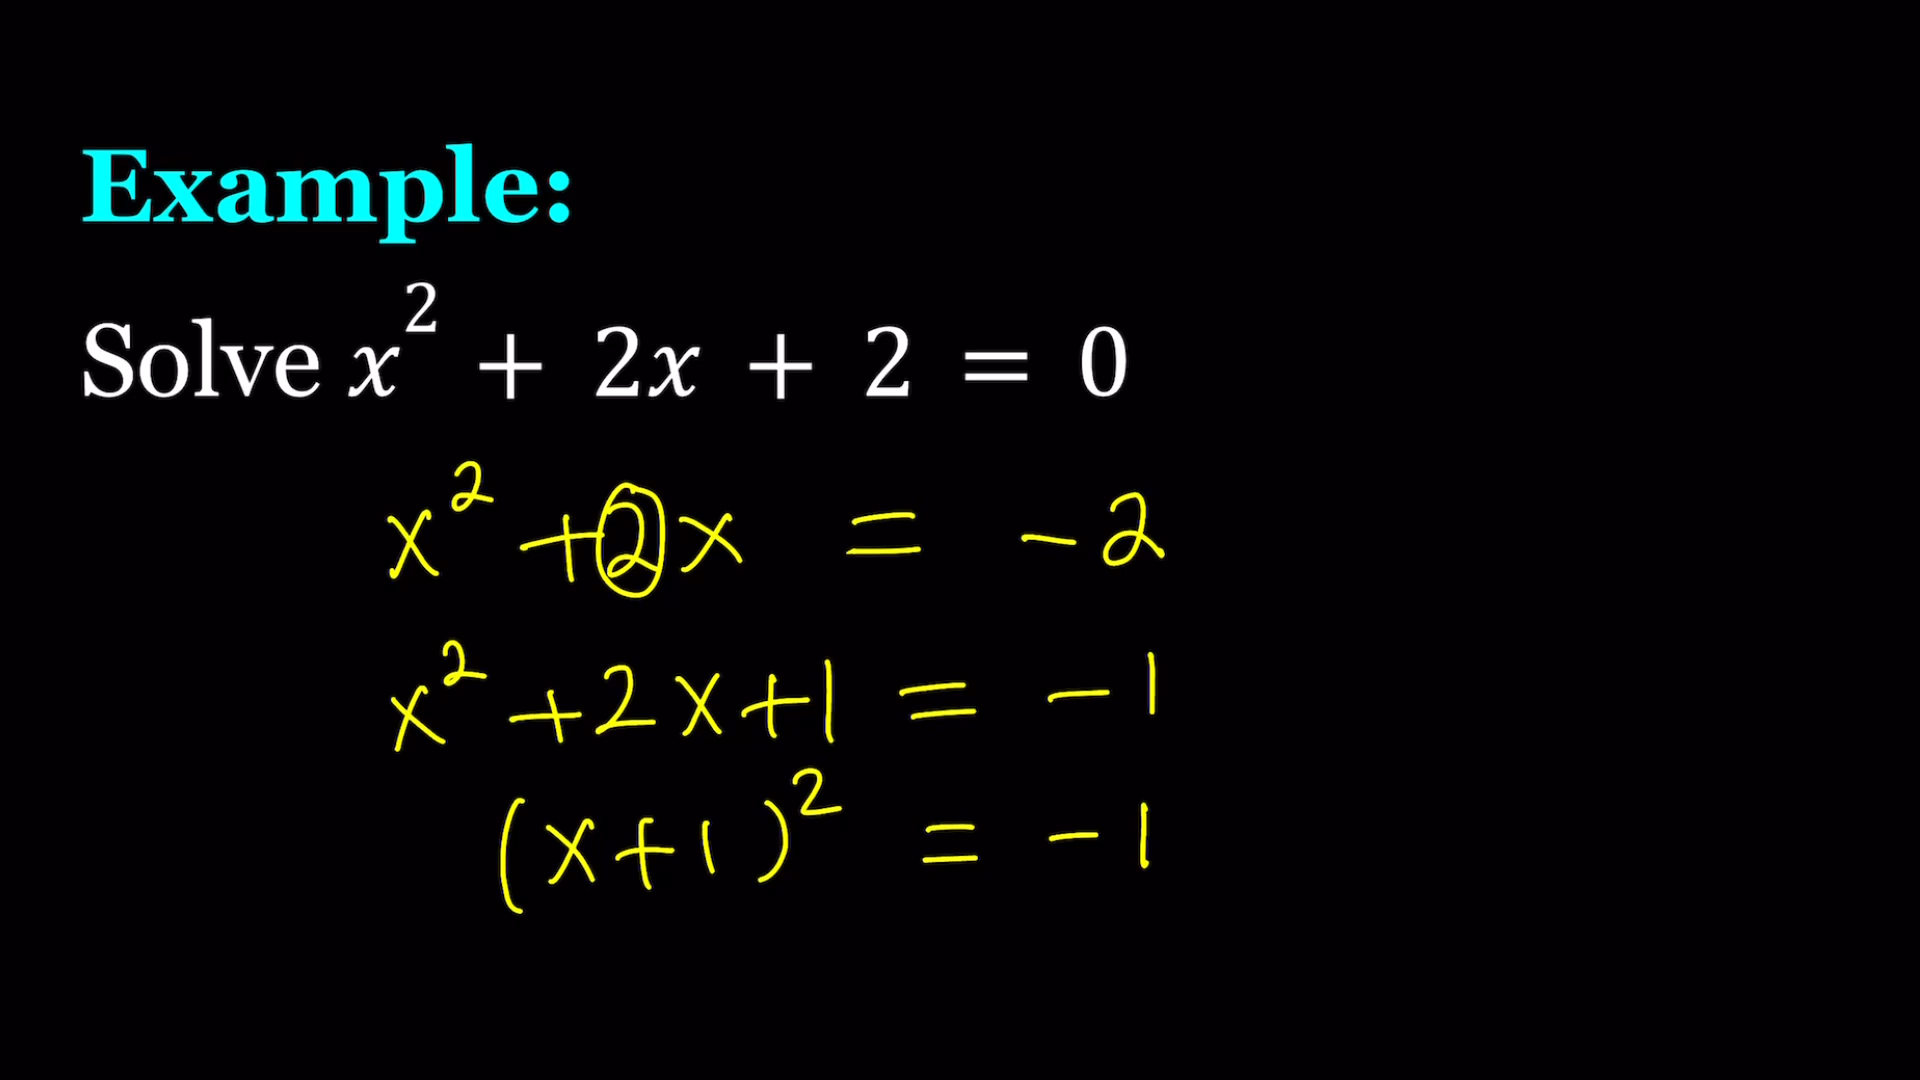 Example:
Solve x² + 2x + 2 = 0
x² + 2x = -2
x² + 2x + 1 = -1
(x + 1)² = -1